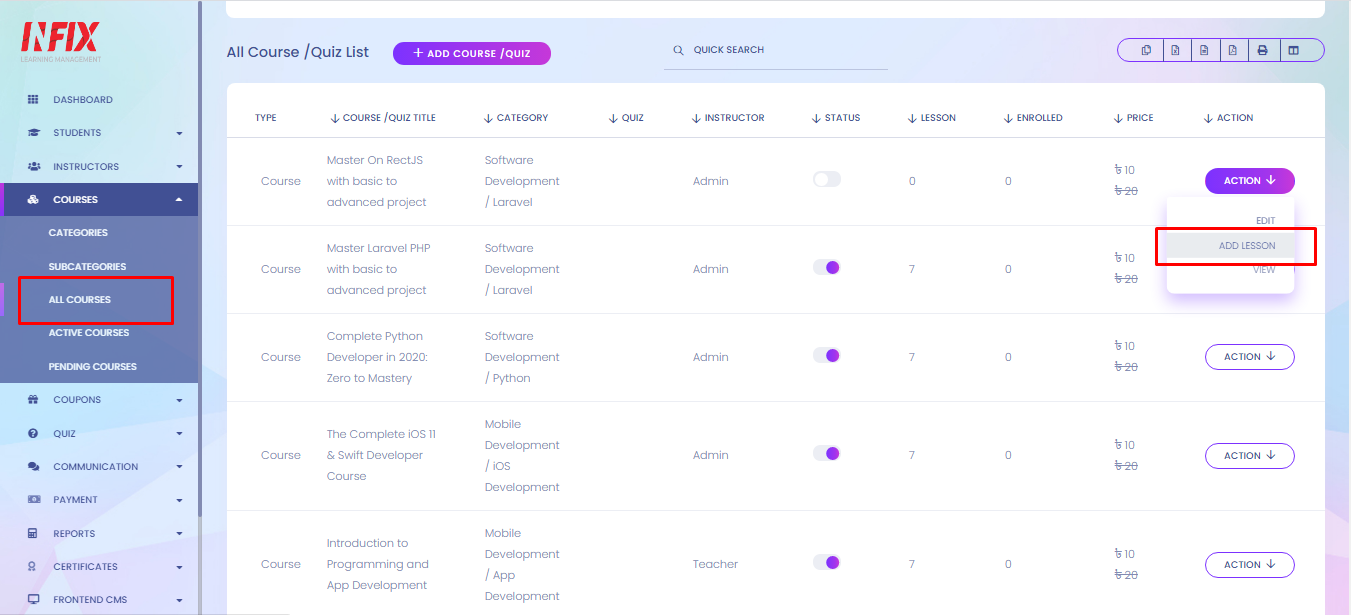 INFIX
LEARNING MANAGEMENT
DASHBOARD
STUDENTS
INSTRUCTORS
COURSES
CATEGORIES
SUBCATEGORIES
ALL COURSES
ACTIVE COURSES
PENDING COURSES
COUPONS
QUIZ
COMMUNICATION
PAYMENT
REPORTS
CERTIFICATES
FRONTEND CMS
All Course /Quiz List
+ ADD COURSE /QUIZ
QUICK SEARCH
TYPE COURSE /QUIZ TITLE CATEGORY QUIZ INSTRUCTOR STATUS LESSON ENROLLED PRICE ACTION
Course
Master On RectJS
with basic to
advanced project
Software
Development
/ Laravel
Admin
0
0
৳ 10
৳ 20
ACTION
EDIT
ADD LESSON
VIEW
Course
Master Laravel PHP
with basic to
advanced project
Software
Development
/ Laravel
Admin
7
0
৳ 10
৳ 20
Course
Complete Python
Developer in 2020:
Zero to Mastery
Software
Development
/ Python
Admin
7
0
৳ 10
৳ 20
ACTION
Course
The Complete iOS 11
& Swift Developer
Course
Mobile
Development
/ iOS
Development
Admin
7
0
৳ 10
৳ 20
ACTION
Course
Introduction to
Programming and
App Development
Mobile
Development
/ App
Development
Teacher
7
0
৳ 10
৳ 20
ACTION